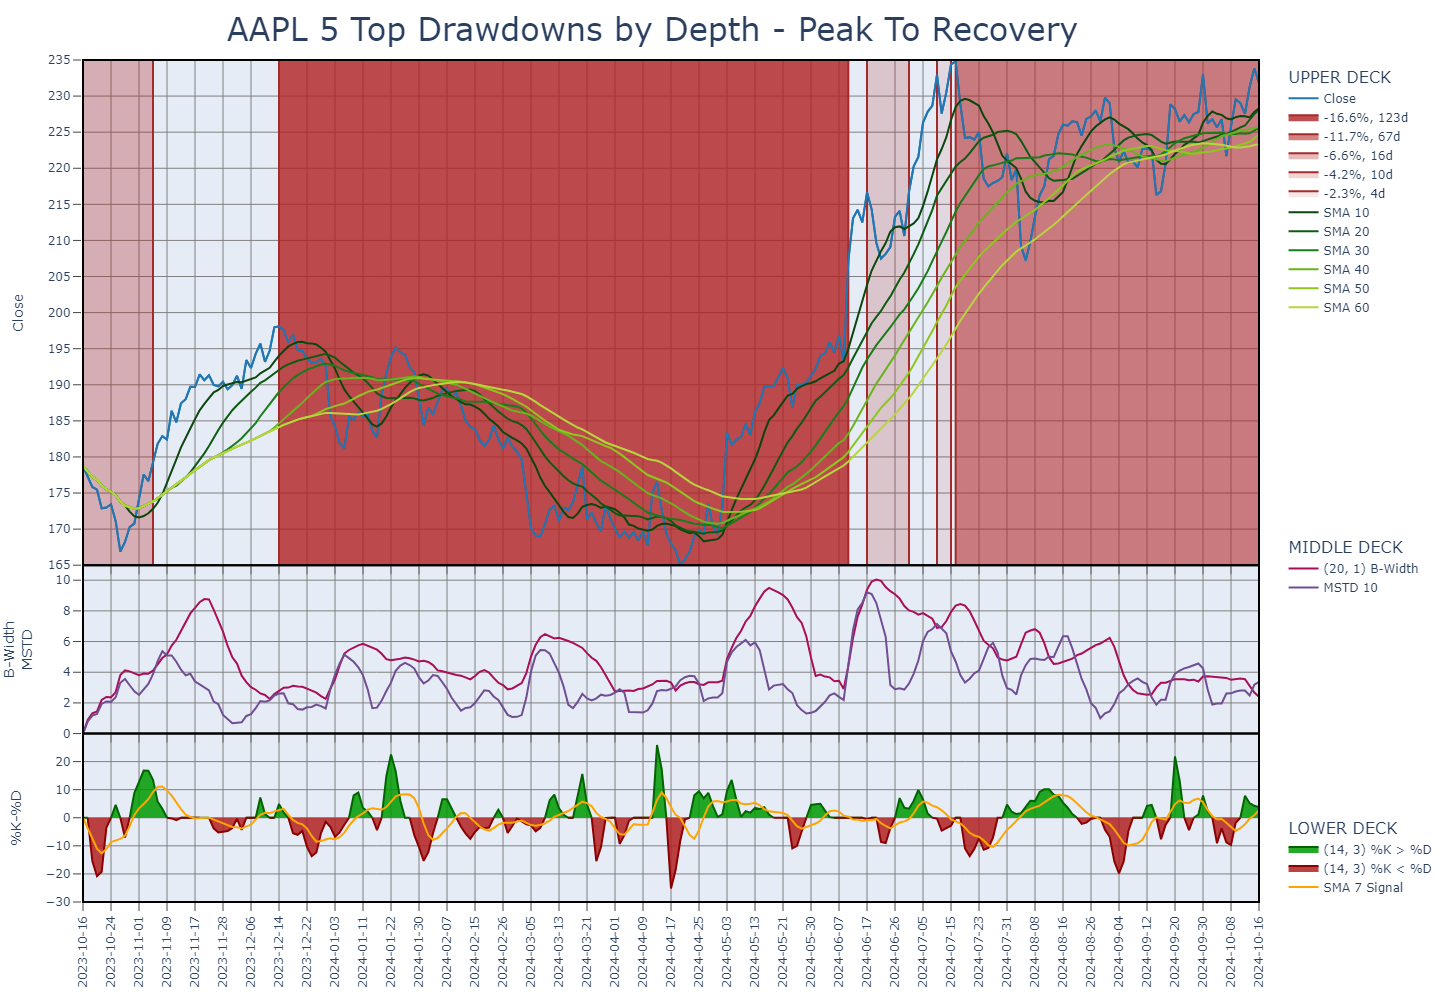 AAPL 5 Top Drawdowns by Depth - Peak To Recovery
235
230
225
220
215
210
205
200
195
190
185
180
175
170
165
Close
10
8
6
4
2
0
B-Width
MSTD
20
10
0
−10
−20
−30
%K-%D
2023-10-16
2023-10-24
2023-11-01
2023-11-09
2023-11-17
2023-11-28
2023-12-06
2023-12-14
2023-12-22
2024-01-03
2024-01-11
2024-01-22
2024-01-30
2024-02-07
2024-02-15
2024-02-26
2024-03-05
2024-03-13
2024-03-21
2024-04-01
2024-04-09
2024-04-17
2024-04-25
2024-05-03
2024-05-13
2024-05-21
2024-05-30
2024-06-07
2024-06-17
2024-06-26
2024-07-05
2024-07-15
2024-07-23
2024-07-31
2024-08-08
2024-08-16
2024-08-26
2024-09-04
2024-09-12
2024-09-20
2024-09-30
2024-10-08
2024-10-16
UPPER DECK
Close
-16.6%, 123d
-11.7%, 67d
-6.6%, 16d
-4.2%, 10d
-2.3%, 4d
SMA 10
SMA 20
SMA 30
SMA 40
SMA 50
SMA 60
MIDDLE DECK
(20, 1) B-Width
MSTD 10
LOWER DECK
(14, 3) %K > %D
(14, 3) %K < %D
SMA 7 Signal